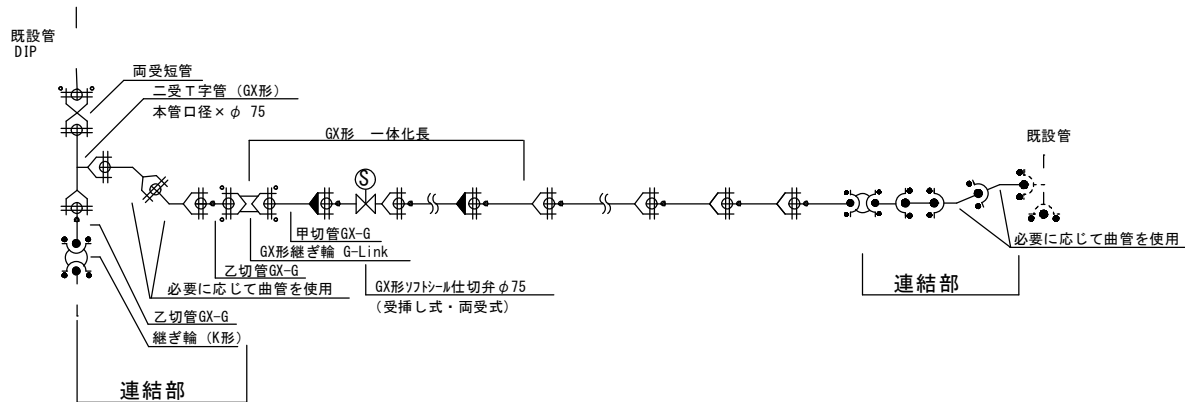 既設管
DIP
両受短管
二受T字管 (GX形)
本管口径×φ 75
GX形　一体化長
既設管
S
甲切管GX-G
GX形継ぎ輪 G-Link
乙切管GX-G
必要に応じて曲管を使用
GX形ｿﾌﾄｼｰﾙ仕切弁φ75
(受挿し式・両受式)
必要に応じて曲管を使用
連結部
乙切管GX-G
継ぎ輪 (K形)
連結部